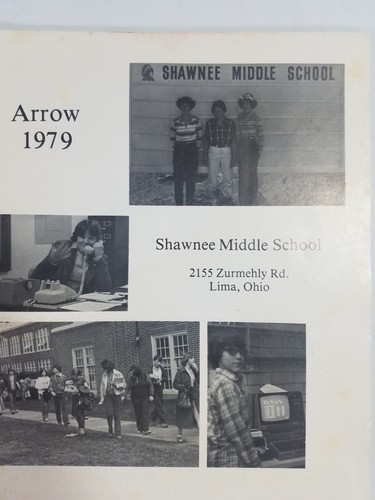 SHAWNEE MIDDLE SCHOOL
Arrow
1979
Shawnee Middle School
2155 Zurmehly Rd.
Lima, Ohio